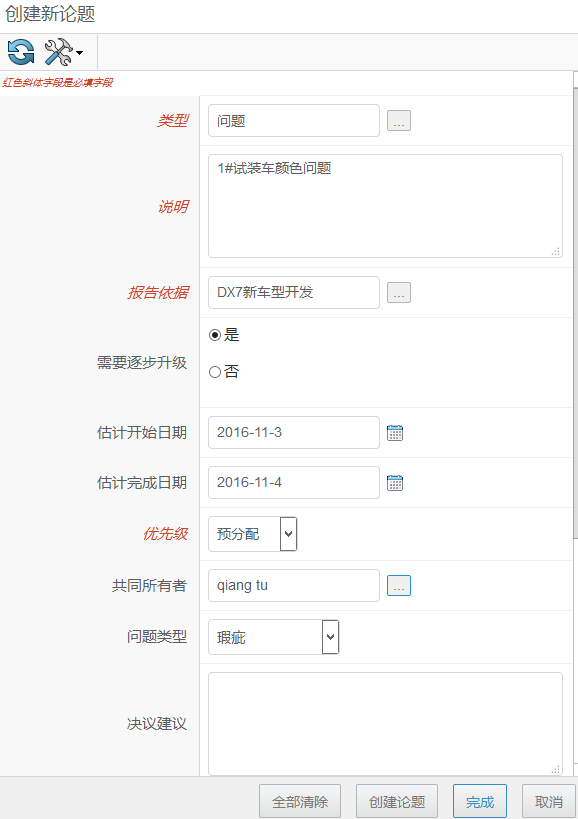 创建新论题
红色斜体字段是必填字段
类型 问题 ...
说明 1#试装车颜色问题
报告依据 DX7新车型开发 ...
需要逐步升级 是
否
估计开始日期 2016-11-3
估计完成日期 2016-11-4
优先级 预分配
共同所有者 qiang tu ...
问题类型 瑕疵
决议建议
全部清除 创建论题 完成 取消